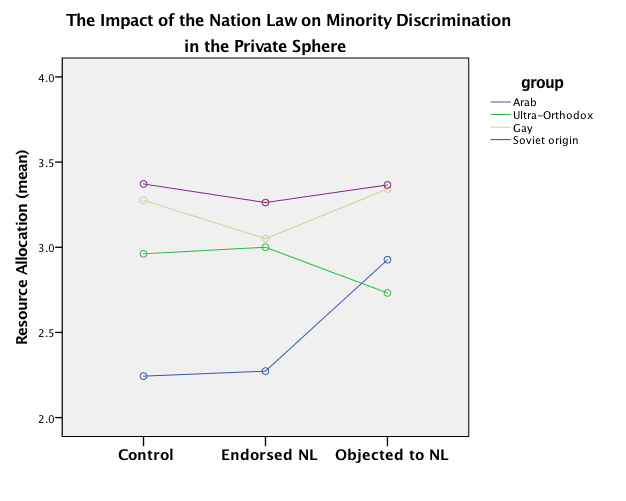 The Impact of the Nation Law on Minority Discrimination
in the Private Sphere
group
Arab
Ultra-Orthodox
Gay
Soviet origin
Resource Allocation (mean)
4.0
3.5
3.0
2.5
2.0
Control Endorsed NL Objected to NL